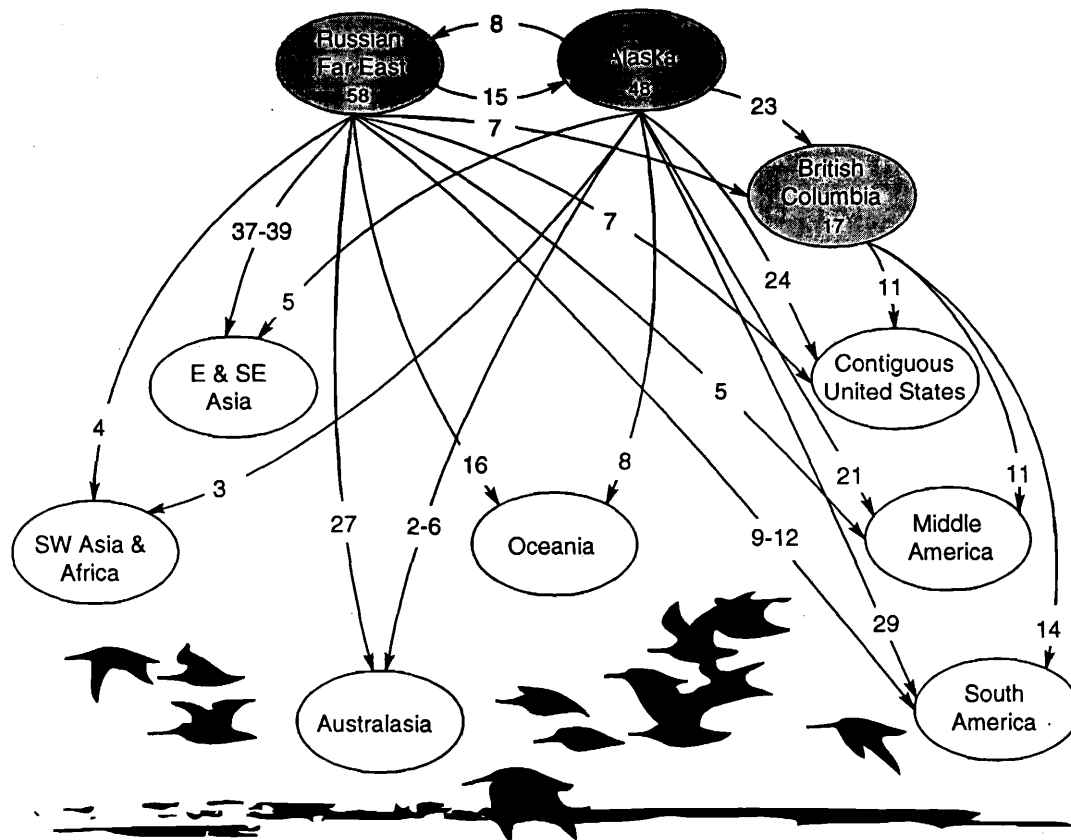 Russian
Far East
58
8
Alaska
48
15
7
23
British
Columbia
17
37-39
7
5
24
11
E & SE
Asia
Contiguous
United States
5
4
3
16
8
21
11
SW Asia &
Africa
27
2-6
Oceania
9-12
Middle
America
29
14
Australasia
South
America